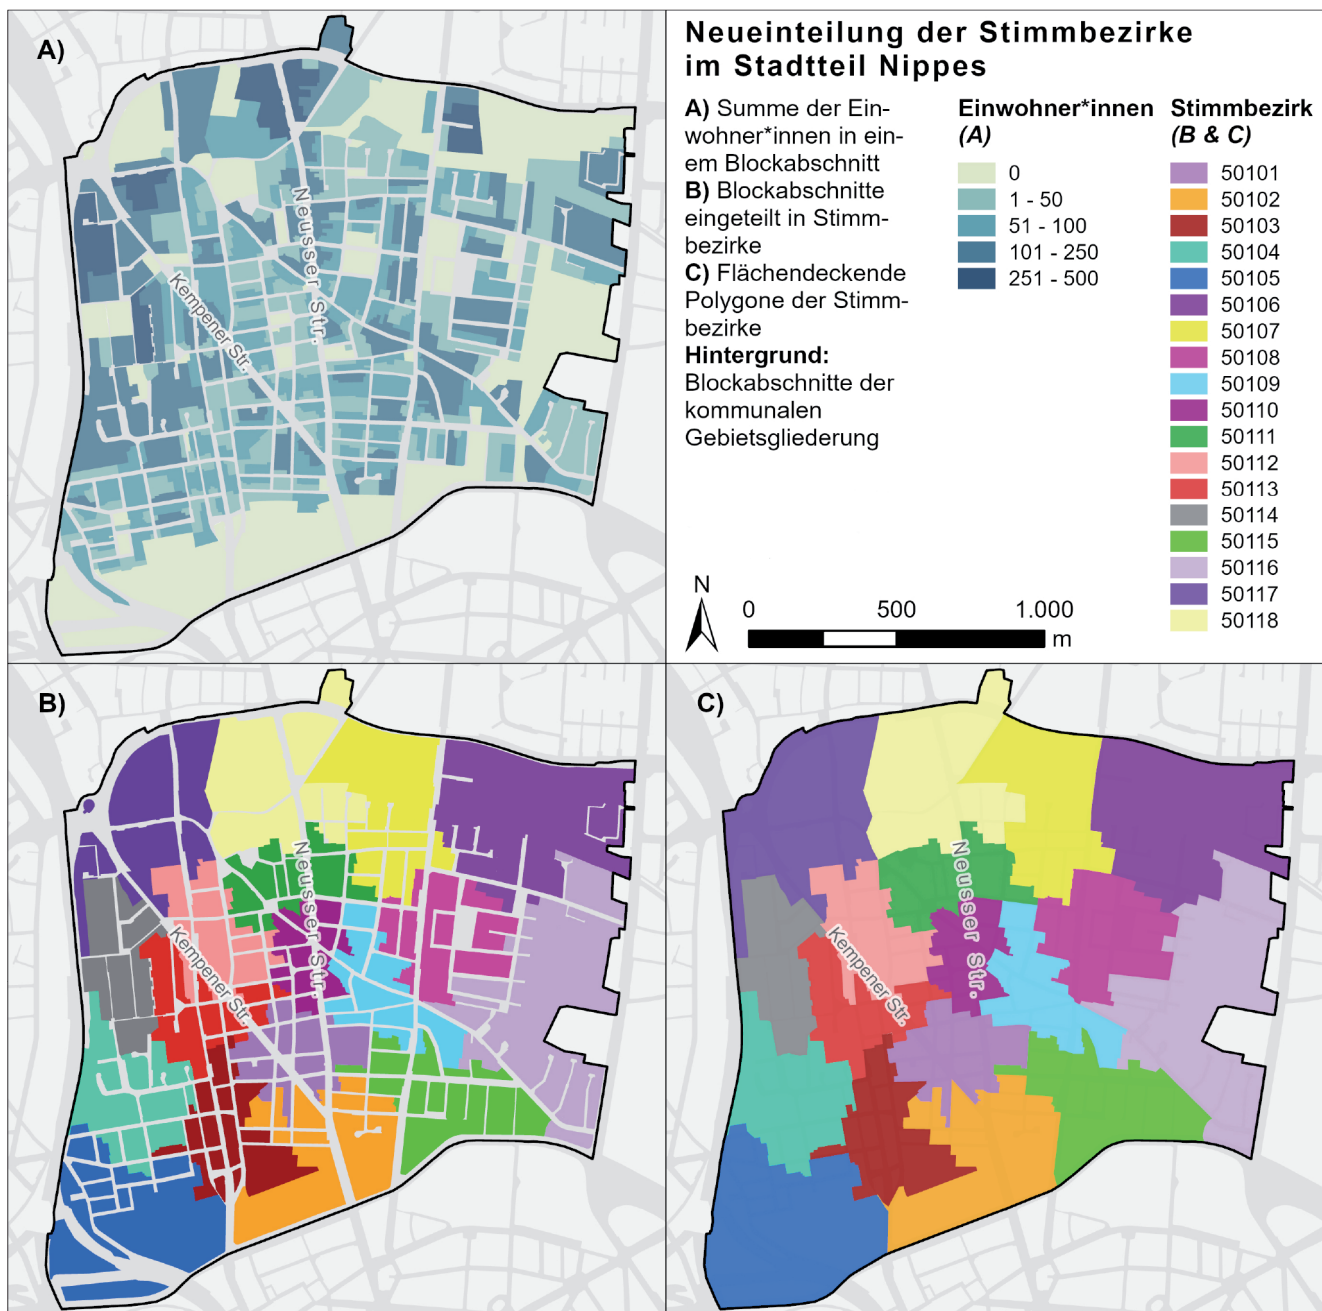 A)
Neusser Str.
Kempener Str.
Neueinteilung der Stimmbezirke
im Stadtteil Nippes
A) Summe der Ein-
wohner*innen in ein-
em Blockabschnitt
B) Blockabschnitte
eingeteilt in Stimm-
bezirke
C) Flächendeckende
Polygone der Stimm-
bezirke
Hintergrund:
Blockabschnitte der
kommunalen
Gebietsgliederung
Einwohner*innen
(A)
0
1 - 50
51 - 100
101 - 250
251 - 500
Stimmbezirk
(B & C)
50101
50102
50103
50104
50105
50106
50107
50108
50109
50110
50111
50112
50113
50114
50115
50116
50117
50118
N
0 500 1.000
m
B)
Neusser Str.
Kempener Str.
C)
Neusser Str.
Kempener Str.